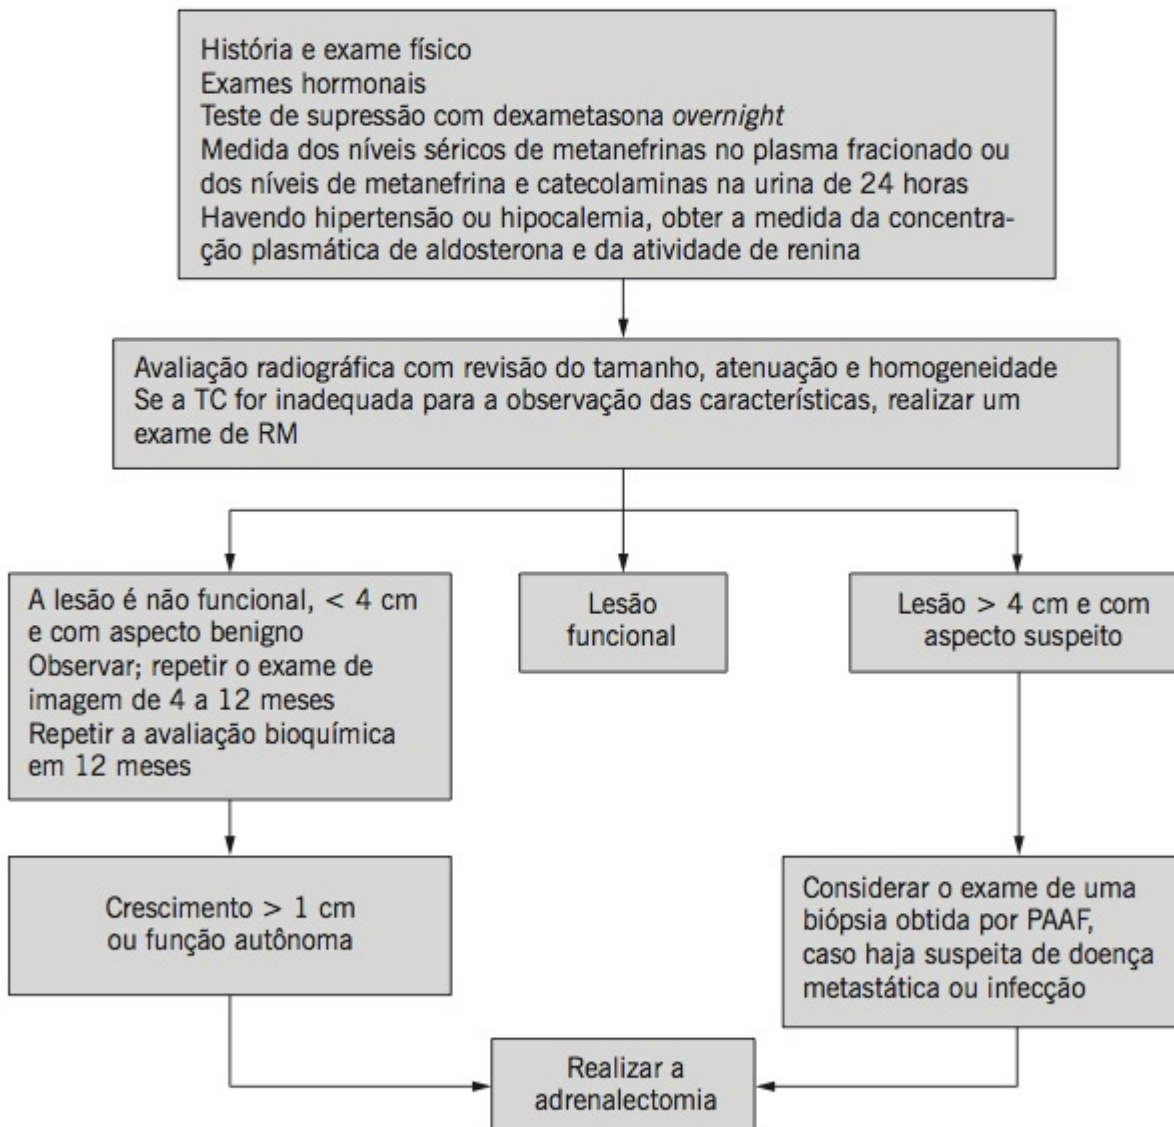 História e exame físico
Exames hormonais
Teste de supressão com dexametasona overnight
Medida dos níveis séricos de metanefrinas no plasma fracionado ou
dos níveis de metanefrina e catecolaminas na urina de 24 horas
Havendo hipertensão ou hipocalemia, obter a medida da concentra-
ção plasmática de aldosterona e da atividade de renina
Avaliação radiográfica com revisão do tamanho, atenuação e homogeneidade
Se a TC for inadequada para a observação das características, realizar um
exame de RM
A lesão é não funcional, < 4 cm
e com aspecto benigno
Observar; repetir o exame de
imagem de 4 a 12 meses
Repetir a avaliação bioquímica
em 12 meses
Lesão
funcional
Lesão > 4 cm e com
aspecto suspeito
Crescimento > 1 cm
ou função autônoma
Considerar o exame de uma
biópsia obtida por PAAF,
caso haja suspeita de doença
metastática ou infecção
Realizar a
adrenalectomia